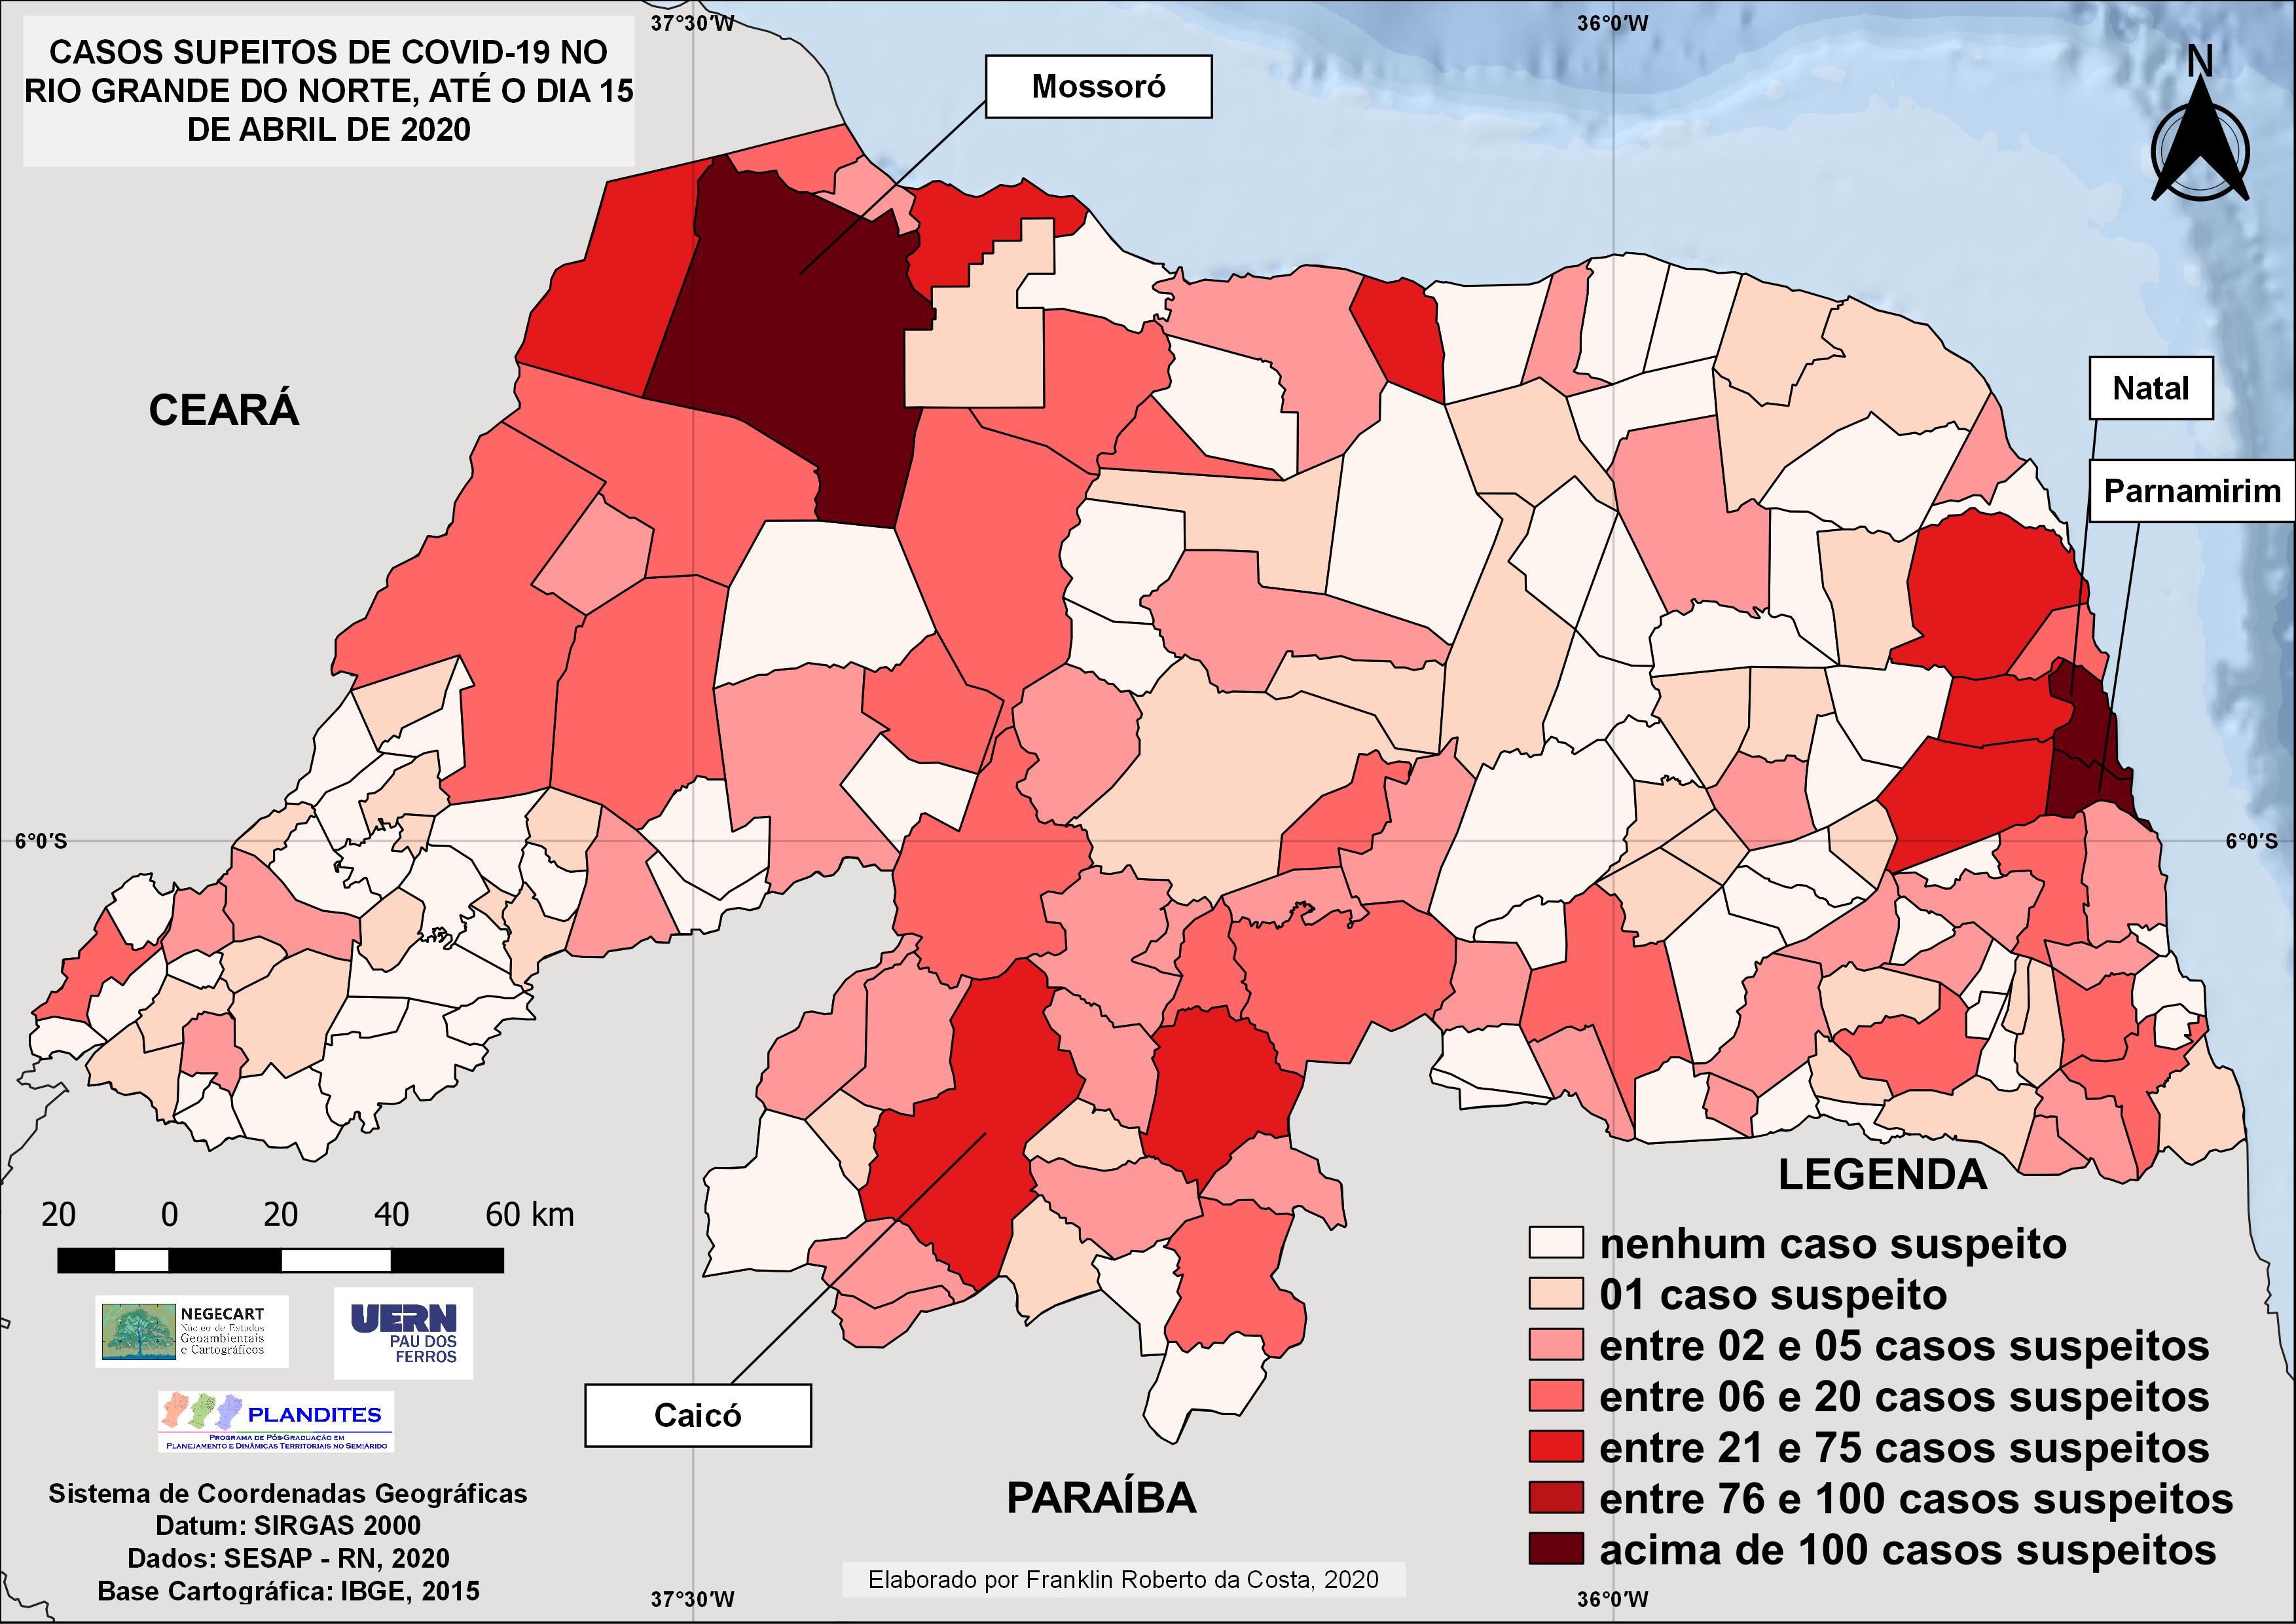 CASOS SUPEITOS DE COVID-19 NO
RIO GRANDE DO NORTE, ATÉ O DIA 15
DE ABRIL DE 2020
37°30′W
36°0′W
N
Mossoró
CEARÁ
Natal
Parnamirim
6°0′S
6°0′S
20 0 20 40 60 km
NEGECART
Núcleo de Estudos
Geoambientais
e Cartográficos
UERN
PAU DOS
FERROS
PLANDITES
PROGRAMA DE PÓS-GRADUAÇÃO EM
PLANEJAMENTO E DINÂMICAS TERRITORIAIS NO SEMIÁRIDO
Caicó
Sistema de Coordenadas Geográficas
Datum: SIRGAS 2000
Dados: SESAP - RN, 2020
Base Cartográfica: IBGE, 2015
PARAÍBA
Elaborado por Franklin Roberto da Costa, 2020
LEGENDA
nenhum caso suspeito
01 caso suspeito
entre 02 e 05 casos suspeitos
entre 06 e 20 casos suspeitos
entre 21 e 75 casos suspeitos
entre 76 e 100 casos suspeitos
acima de 100 casos suspeitos
37°30′W
36°0′W